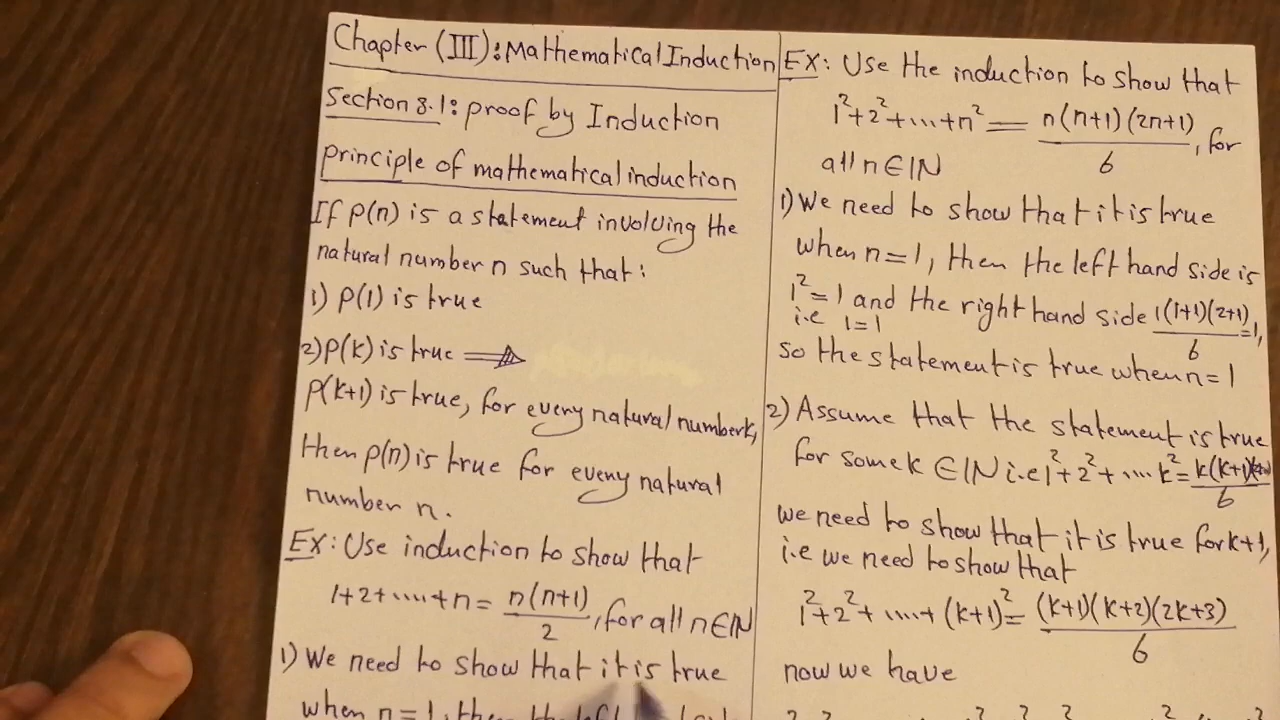 Chapter (III): Mathematical Induction
Section 3.1: proof by Induction
principle of mathematical induction
If P(n) is a statement involving the
natural number n such that:
1) P(1) is true
2) P(k) is true ⇒
P(k+1) is true, for every natural number k,
then p(n) is true for every natural
number n.
EX: Use induction to show that
1+2+.....+n = n(n+1)/2, for all n∈IN
1) We need to show that it is true
when n=1, then the
EX: Use the induction to show that
1²+2²+...+n² = n(n+1)(2n+1)/6, for
all n∈IN
1) We need to show that it is true
when n=1, then the left hand side is
1²=1 and the right hand side 1(1+1)(2+1)/6=1,
i.e 1=1
so the statement is true when n=1
2) Assume that the statement is true
for some k ∈ IN i.e 1²+2²+....k² = k(k+1)/6
we need to show that it is true for k+1,
i.e we need to show that
1²+2²+....+(k+1)² = (k+1)(k+2)(2k+3)/6
now we have